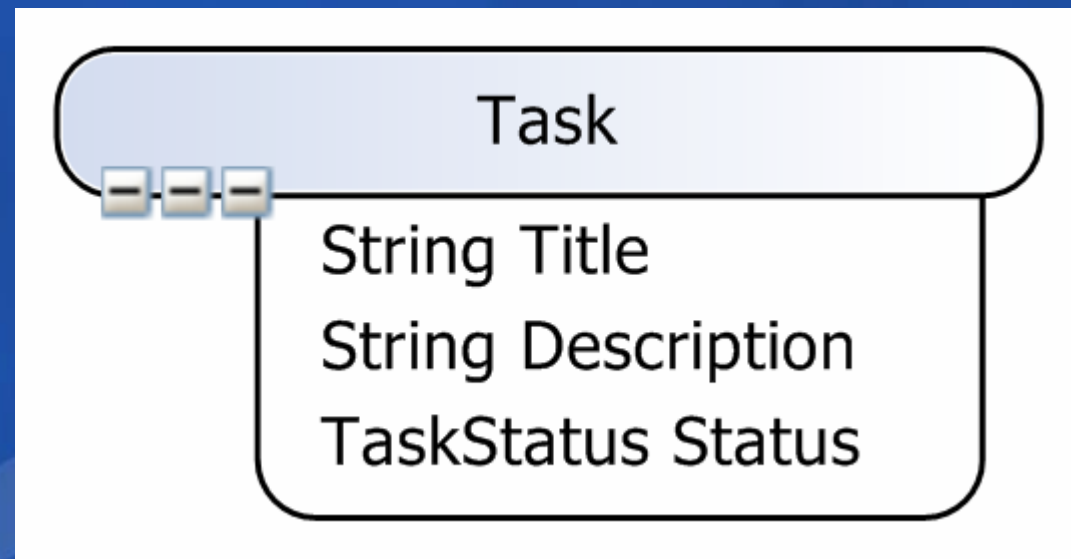 Task
String Title
String Description
TaskStatus Status